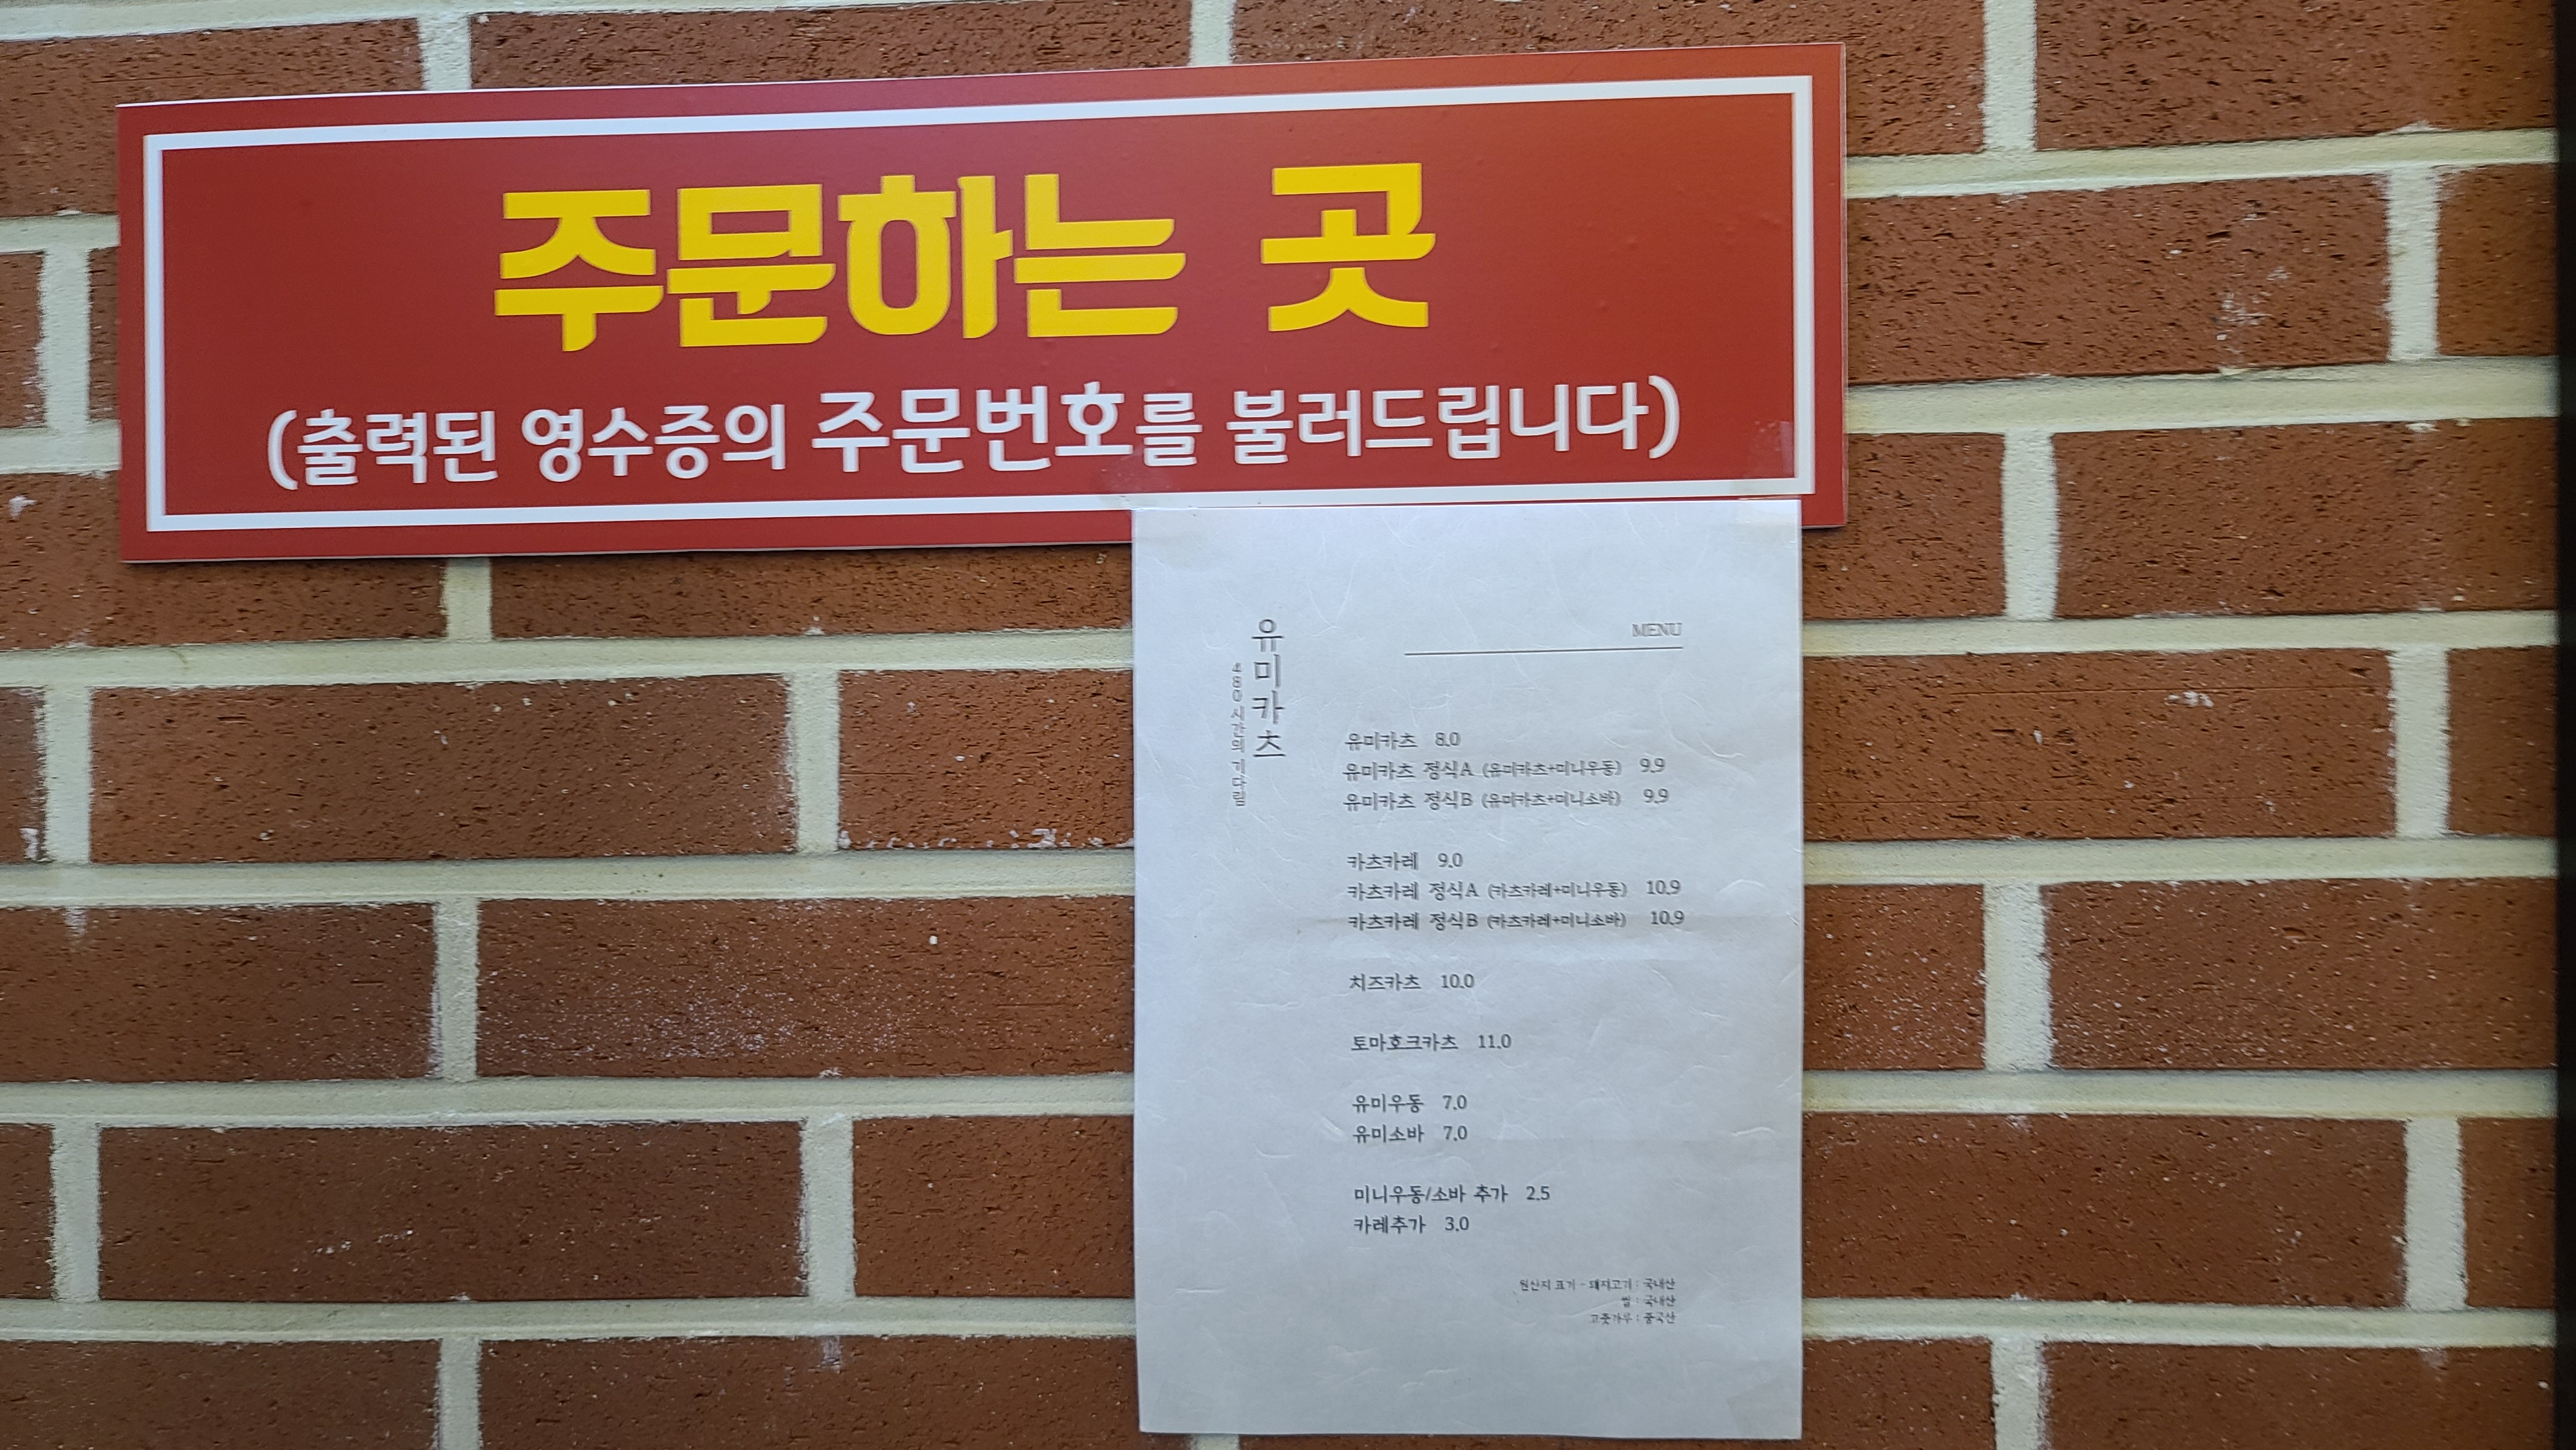 주문하는 곳
(출력된 영수증의 주문번호를 불러드립니다)
유미카츠
480시간의 기다림
MENU
유미카츠 8.0
유미카츠 정식A (유미카츠+미니우동) 9.9
유미카츠 정식B (유미카츠+미니소바) 9.9
카츠카레 9.0
카츠카레 정식A (카츠카레+미니우동) 10.9
카츠카레 정식B (카츠카레+미니소바) 10.9
치즈카츠 10.0
토마호크카츠 11.0
유미우동 7.0
유미소바 7.0
미니우동/소바 추가 2.5
카레추가 3.0
원산지 표기 - 돼지고기 : 국내산
쌀 : 국내산
고춧가루 : 중국산